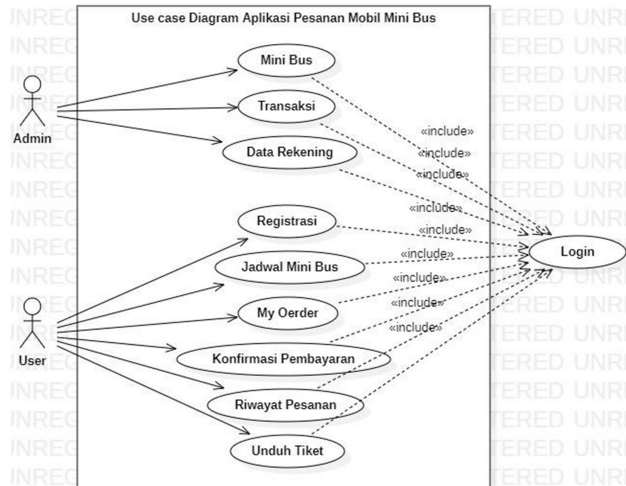 Use case Diagram Aplikasi Pesanan Mobil Mini Bus
Mini Bus
Transaksi
Data Rekening
Admin
«include»
«include»
«include»
«include»
Registrasi
«include»
Jadwal Mini Bus
«include»
Login
«include»
My Oerder
«include»
«include»
User
Konfirmasi Pembayaran
Riwayat Pesanan
Unduh Tiket